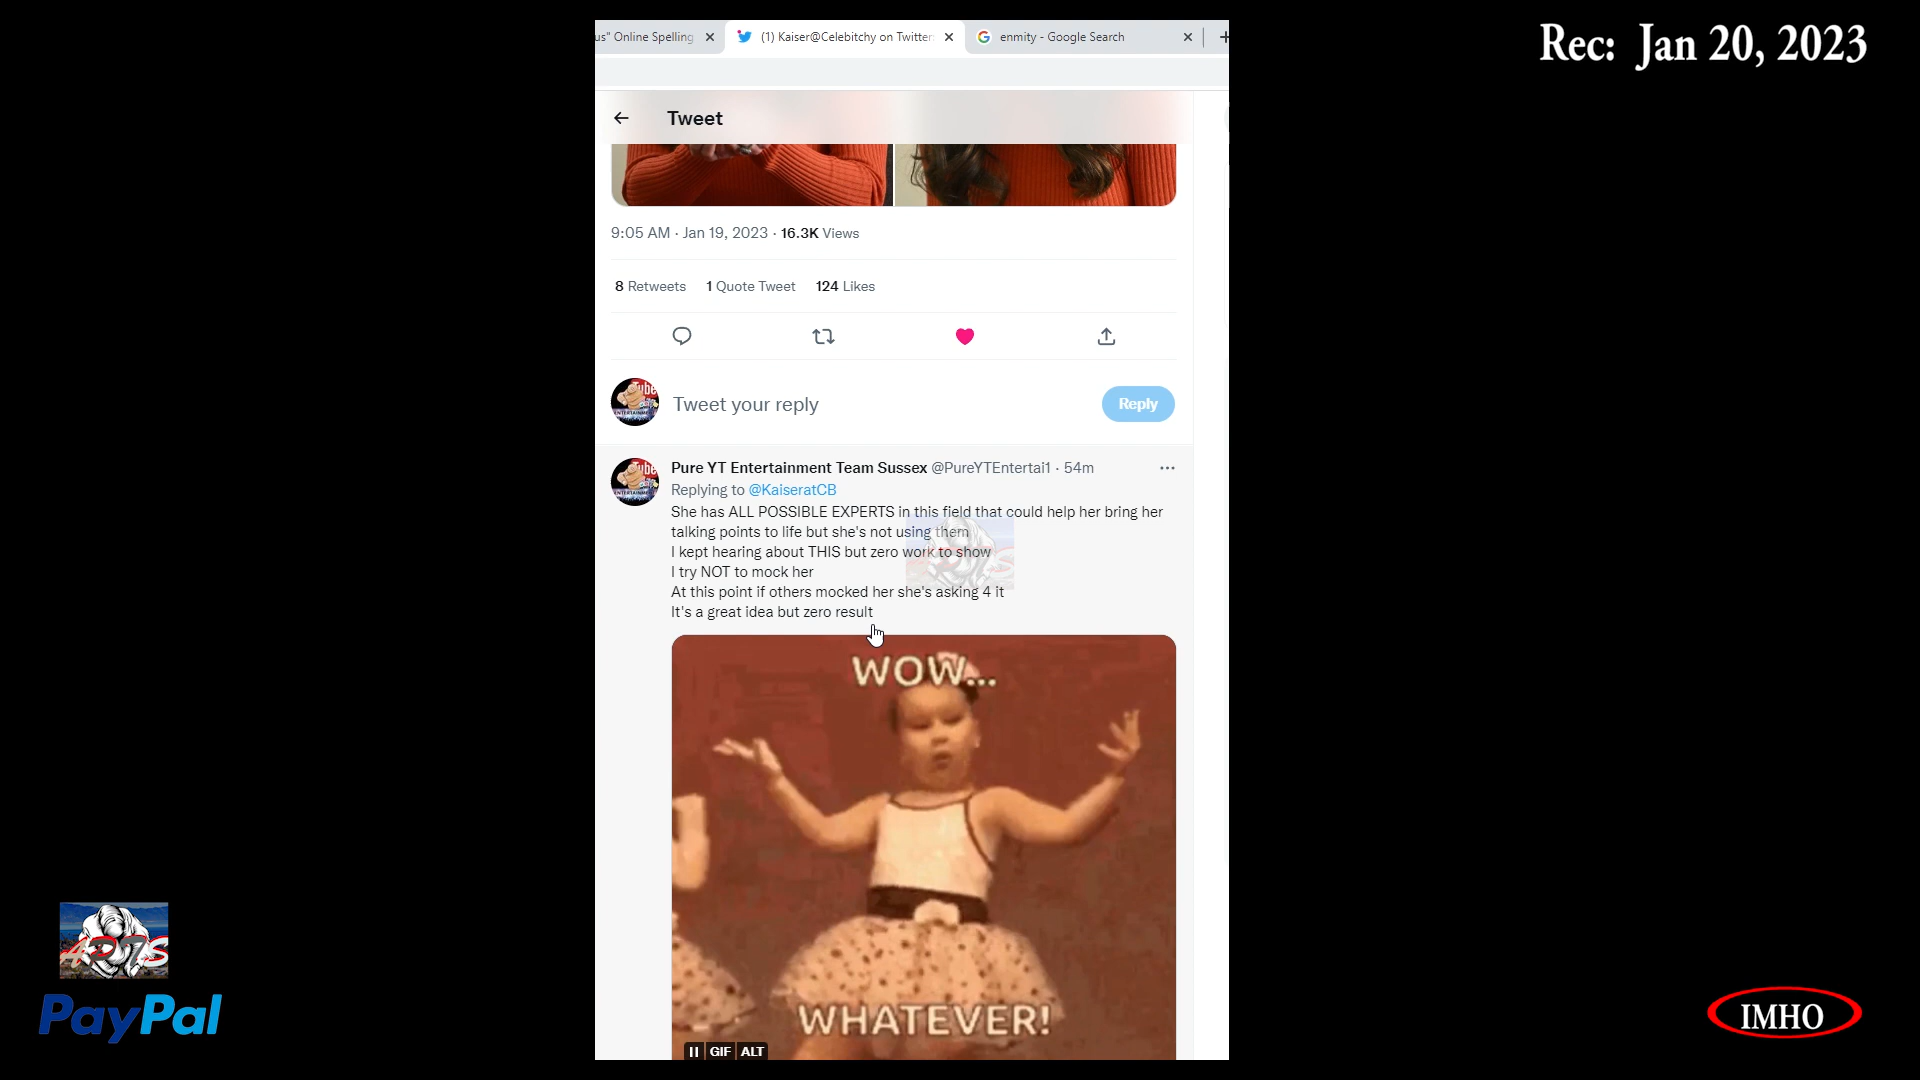 Rec: Jan 20, 2023
us" Online Spelling
(1) Kaiser@Celebitchy on Twitter:
enmity - Google Search
Tweet
9:05 AM · Jan 19, 2023 · 16.3K Views
8 Retweets 1 Quote Tweet 124 Likes
Tweet your reply
Reply
Pure YT Entertainment Team Sussex @PureYTEntertai1 · 54m
Replying to @KaiseratCB
She has ALL POSSIBLE EXPERTS in this field that could help her bring her
talking points to life but she's not using them
I kept hearing about THIS but zero work to show
I try NOT to mock her
At this point if others mocked her she's asking 4 it
It's a great idea but zero result
WOW...
WHATEVER!
GIF ALT
PayPal
IMHO